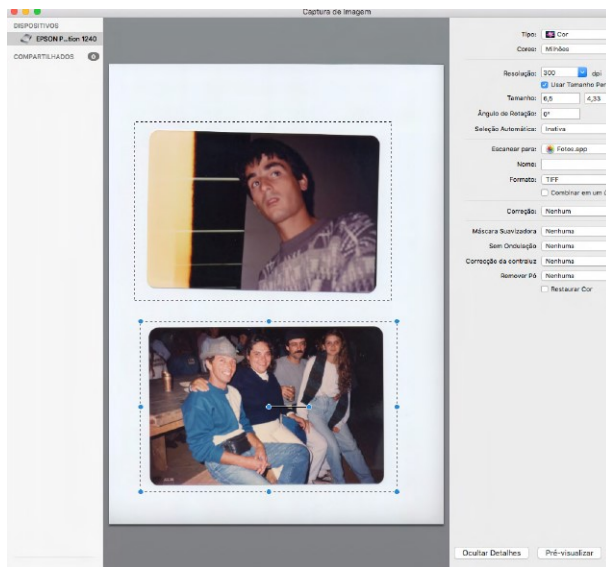 Captura de Imagem
DISPOSITIVOS
EPSON P...tion 1240
COMPARTILHADOS 0
Tipo: Cor
Cores: Milhões
Resolução: 300 dpi
Usar Tamanho Per
Tamanho: 6,5 4,33
Ângulo de Rotação: 0°
Seleção Automática: Inativa
Escanear para: Fotos.app
Nome:
Formato: TIFF
Combinar em um
Correção: Nenhum
Máscara Suavizadora Nenhuma
Sem Ondulação Nenhuma
Correcção da contraluz Nenhuma
Remover Pó Nenhuma
Restaurar Cor
Ocultar Detalhes Pré-visualizar